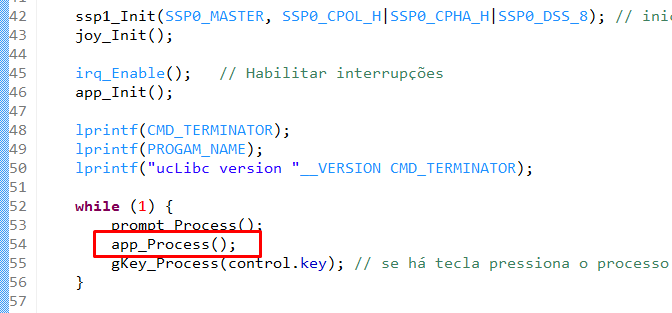 41
42 ssp1_Init(SSP0_MASTER, SSP0_CPOL_H|SSP0_CPHA_H|SSP0_DSS_8); // inic
43 joy_Init();
44
45 irq_Enable();   // Habilitar interrupções
46 app_Init();
47
48 lprintf(CMD_TERMINATOR);
49 lprintf(PROGAM_NAME);
50 lprintf("ucLibc version "__VERSION CMD_TERMINATOR);
51
52 while (1) {
53 prompt_Process();
54 app_Process();
55 gKey_Process(control.key); // se há tecla pressiona o processo
56 }
57